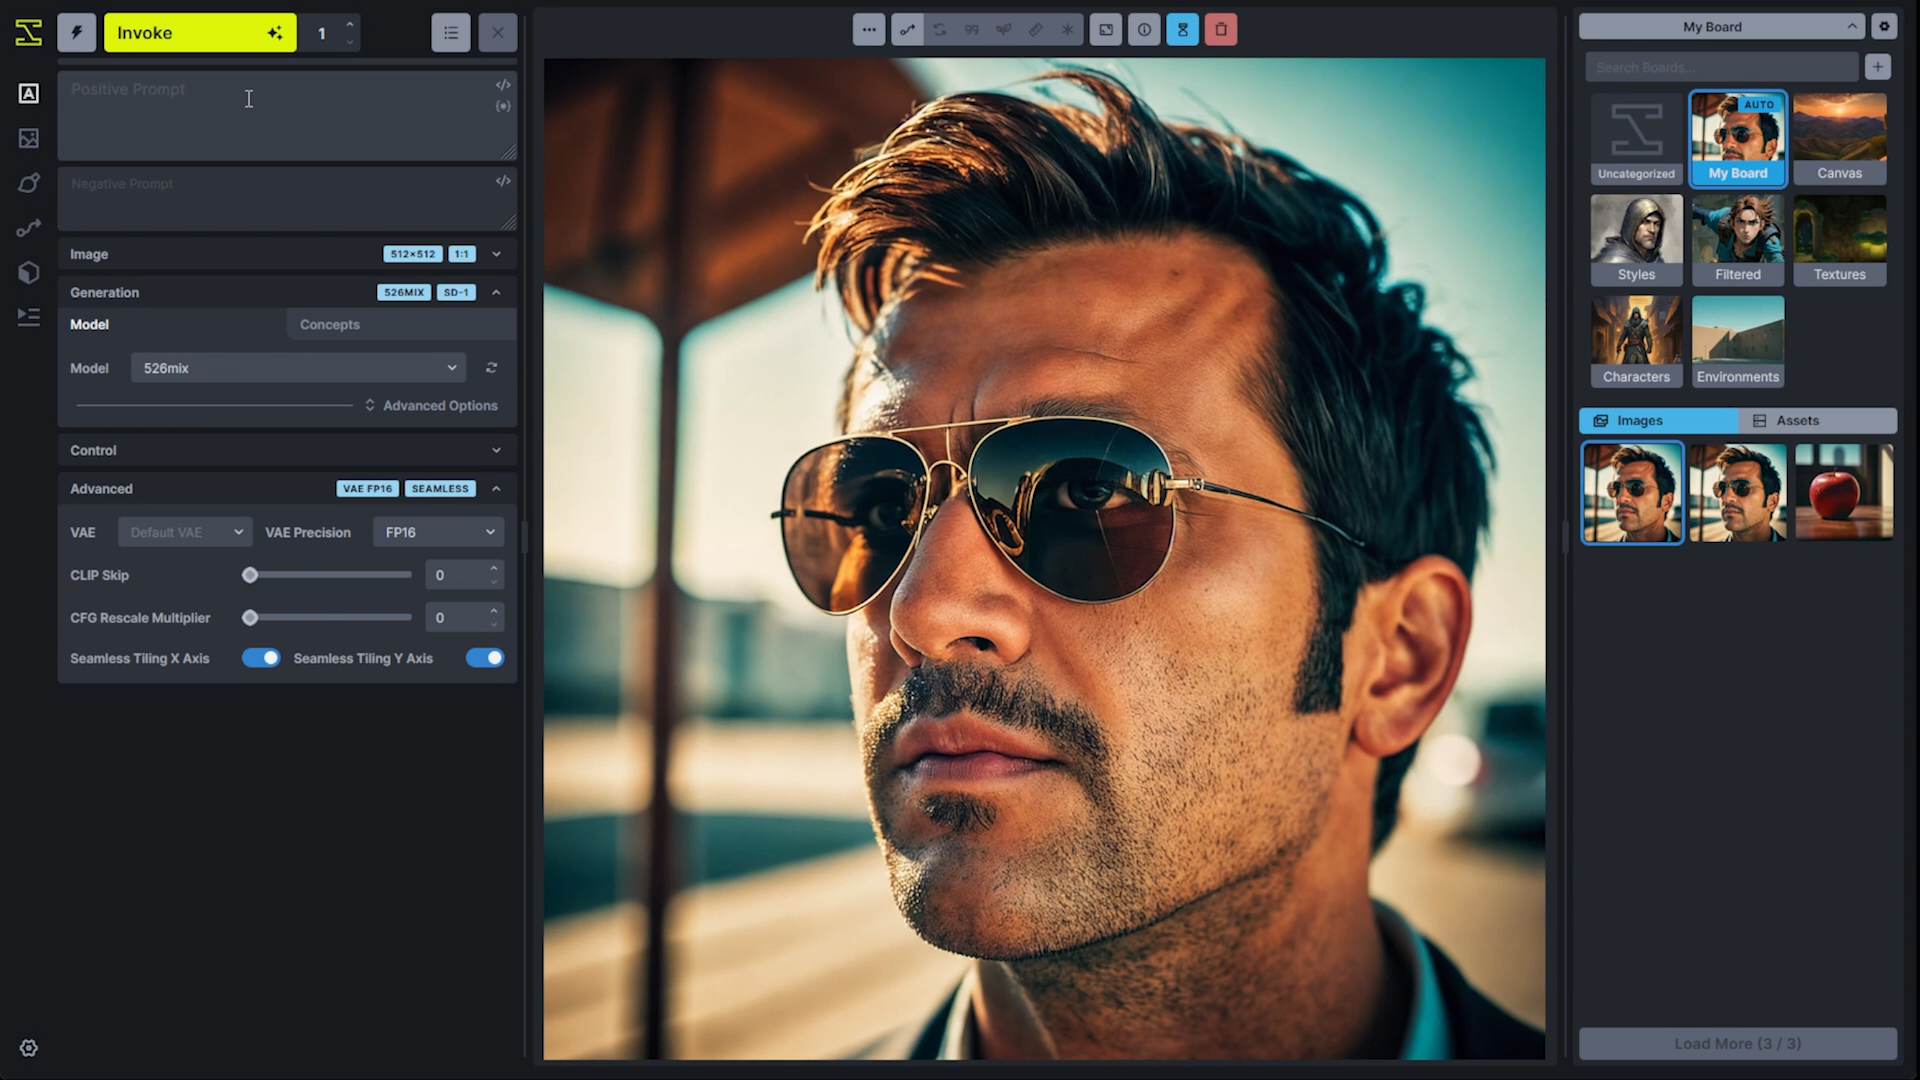 Invoke
1
Positive Prompt
Negative Prompt
Image 512×512 1:1
Generation 526MIX SD-1
Model Concepts
Model 526mix
Advanced Options
Control
Advanced VAE FP16 SEAMLESS
VAE Default VAE VAE Precision FP16
CLIP Skip 0
CFG Rescale Multiplier 0
Seamless Tiling X Axis Seamless Tiling Y Axis
My Board
Search Boards...
AUTO
Uncategorized My Board Canvas
Styles Filtered Textures
Characters Environments
Images Assets
Load More (3 / 3)